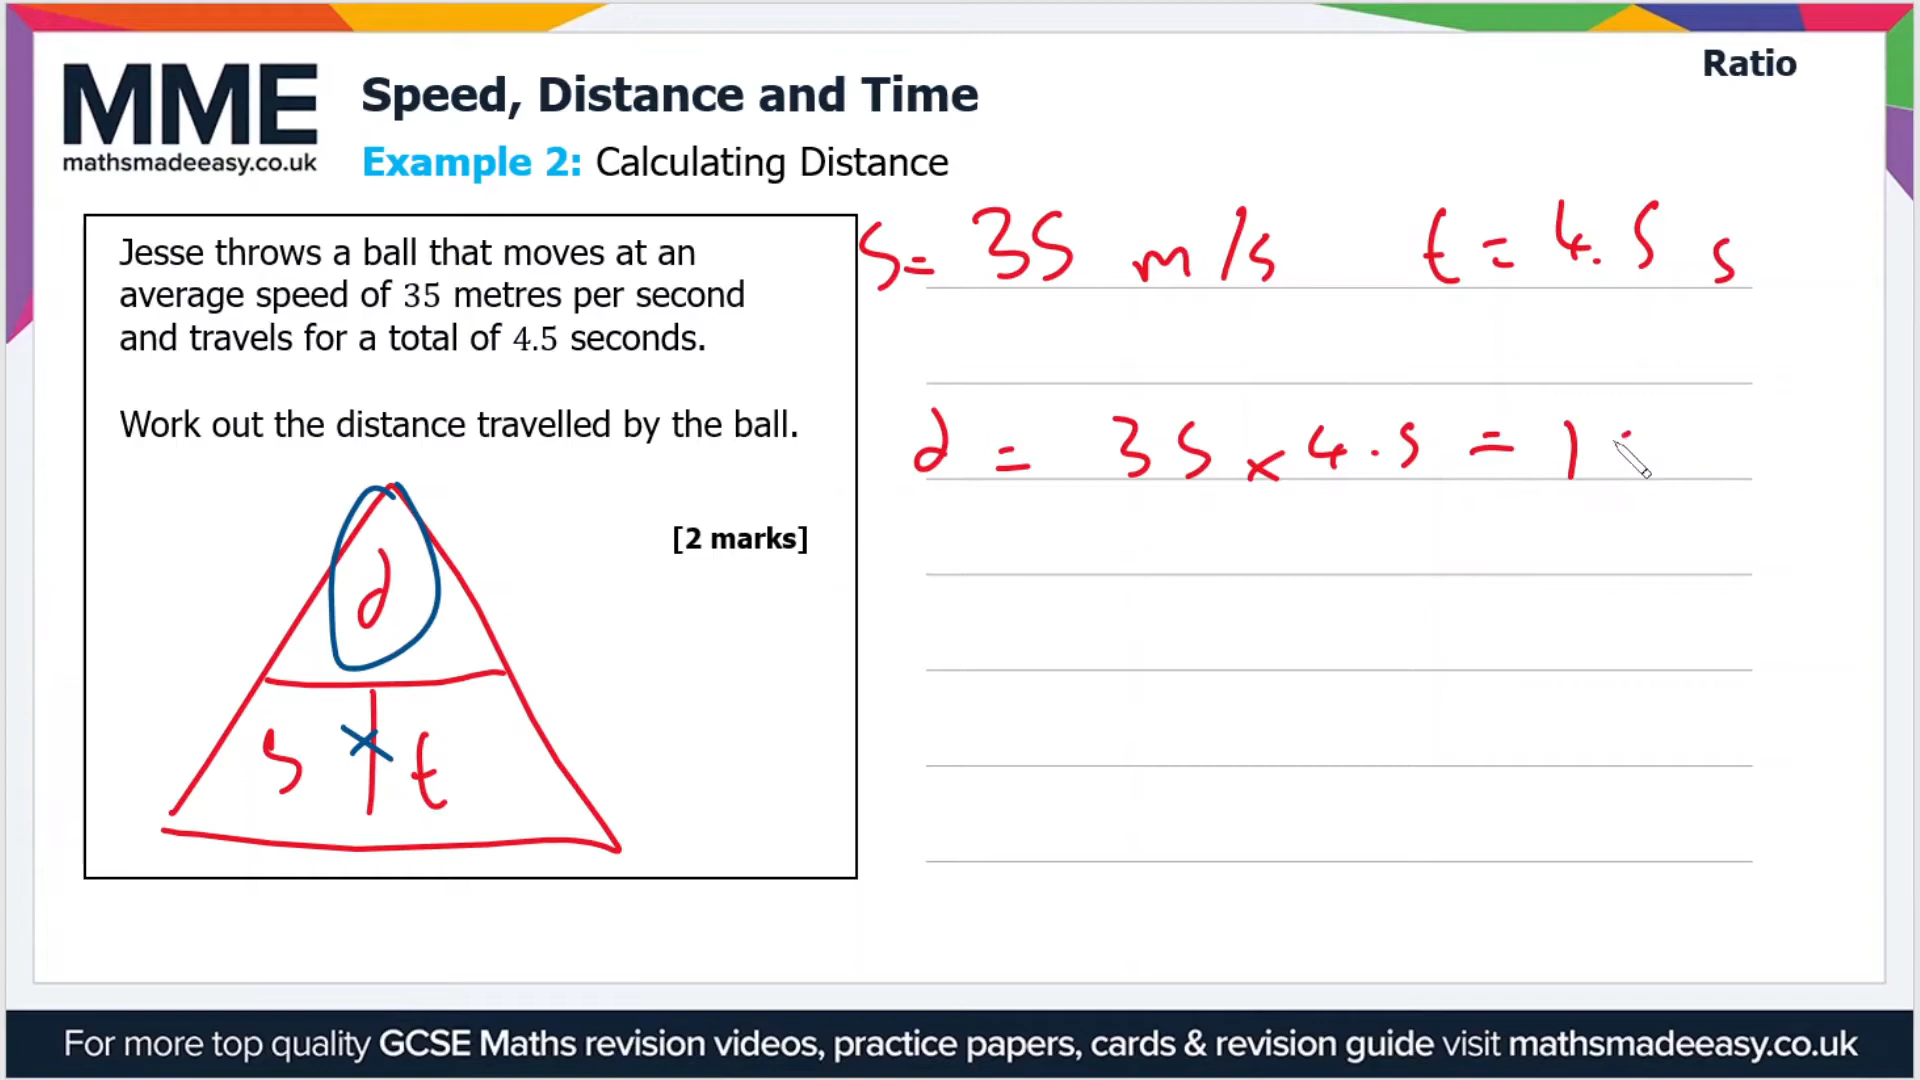 MME
mathsmadeeasy.co.uk
Speed, Distance and Time
Ratio
Example 2: Calculating Distance
Jesse throws a ball that moves at an
average speed of 35 metres per second
and travels for a total of 4.5 seconds.
Work out the distance travelled by the ball.
[2 marks]
d
s × t
s = 35 m/s t = 4.5 s
d = 35 × 4.5 = 1
For more top quality GCSE Maths revision videos, practice papers, cards & revision guide visit mathsmadeeasy.co.uk